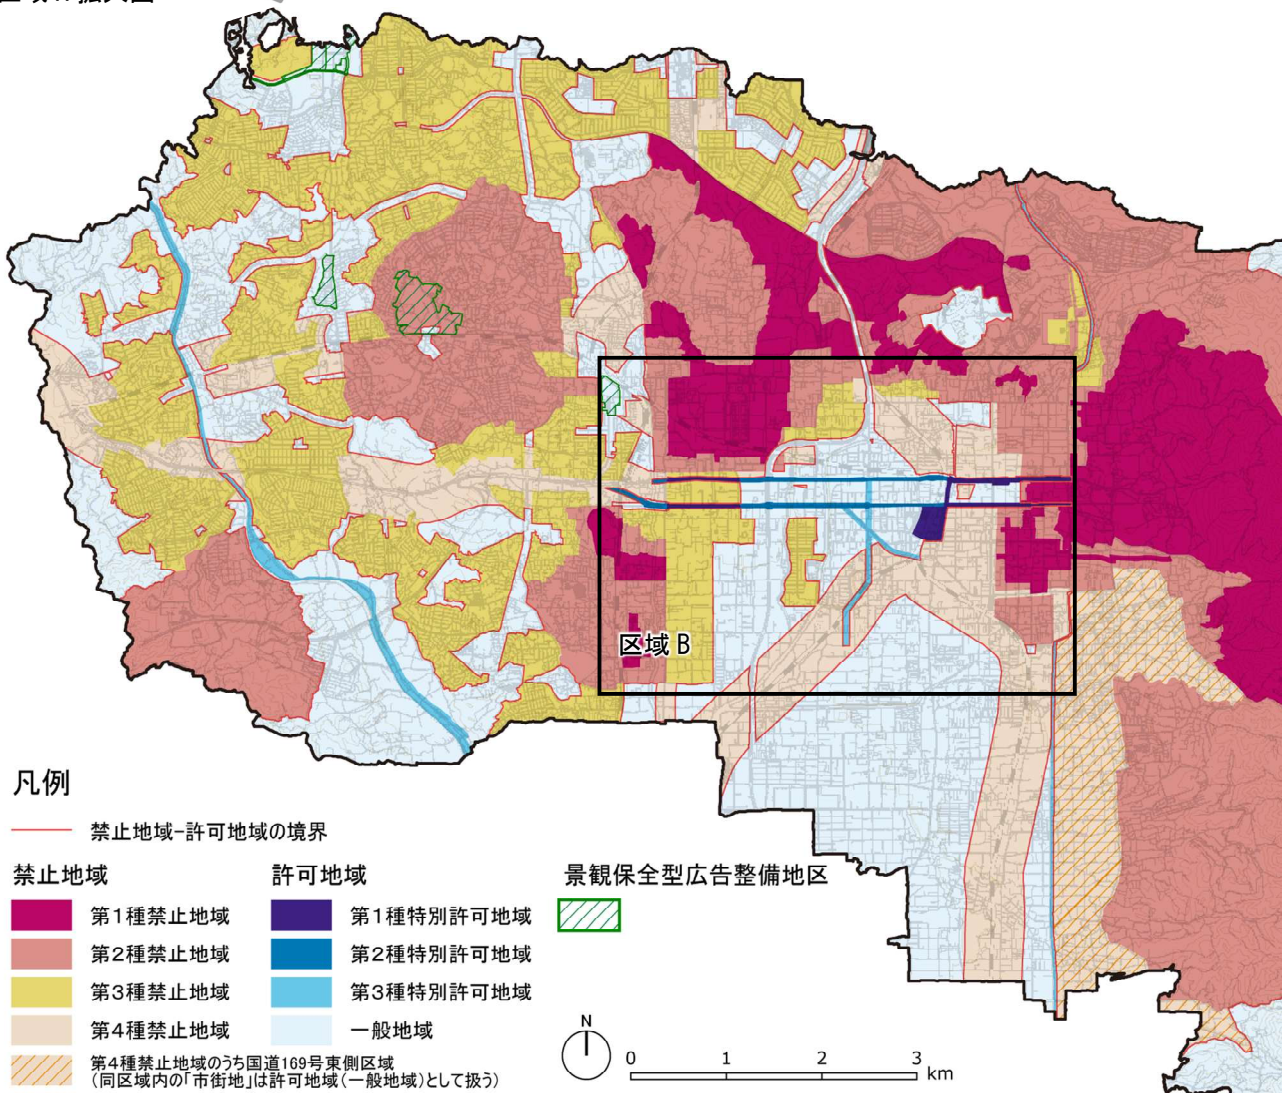 区域B
凡例
禁止地域-許可地域の境界
禁止地域
第1種禁止地域
第2種禁止地域
第3種禁止地域
第4種禁止地域
第4種禁止地域のうち国道169号東側区域
(同区域内の「市街地」は許可地域(一般地域)として扱う)
許可地域
第1種特別許可地域
第2種特別許可地域
第3種特別許可地域
一般地域
景観保全型広告整備地区
N
0 1 2 3 km